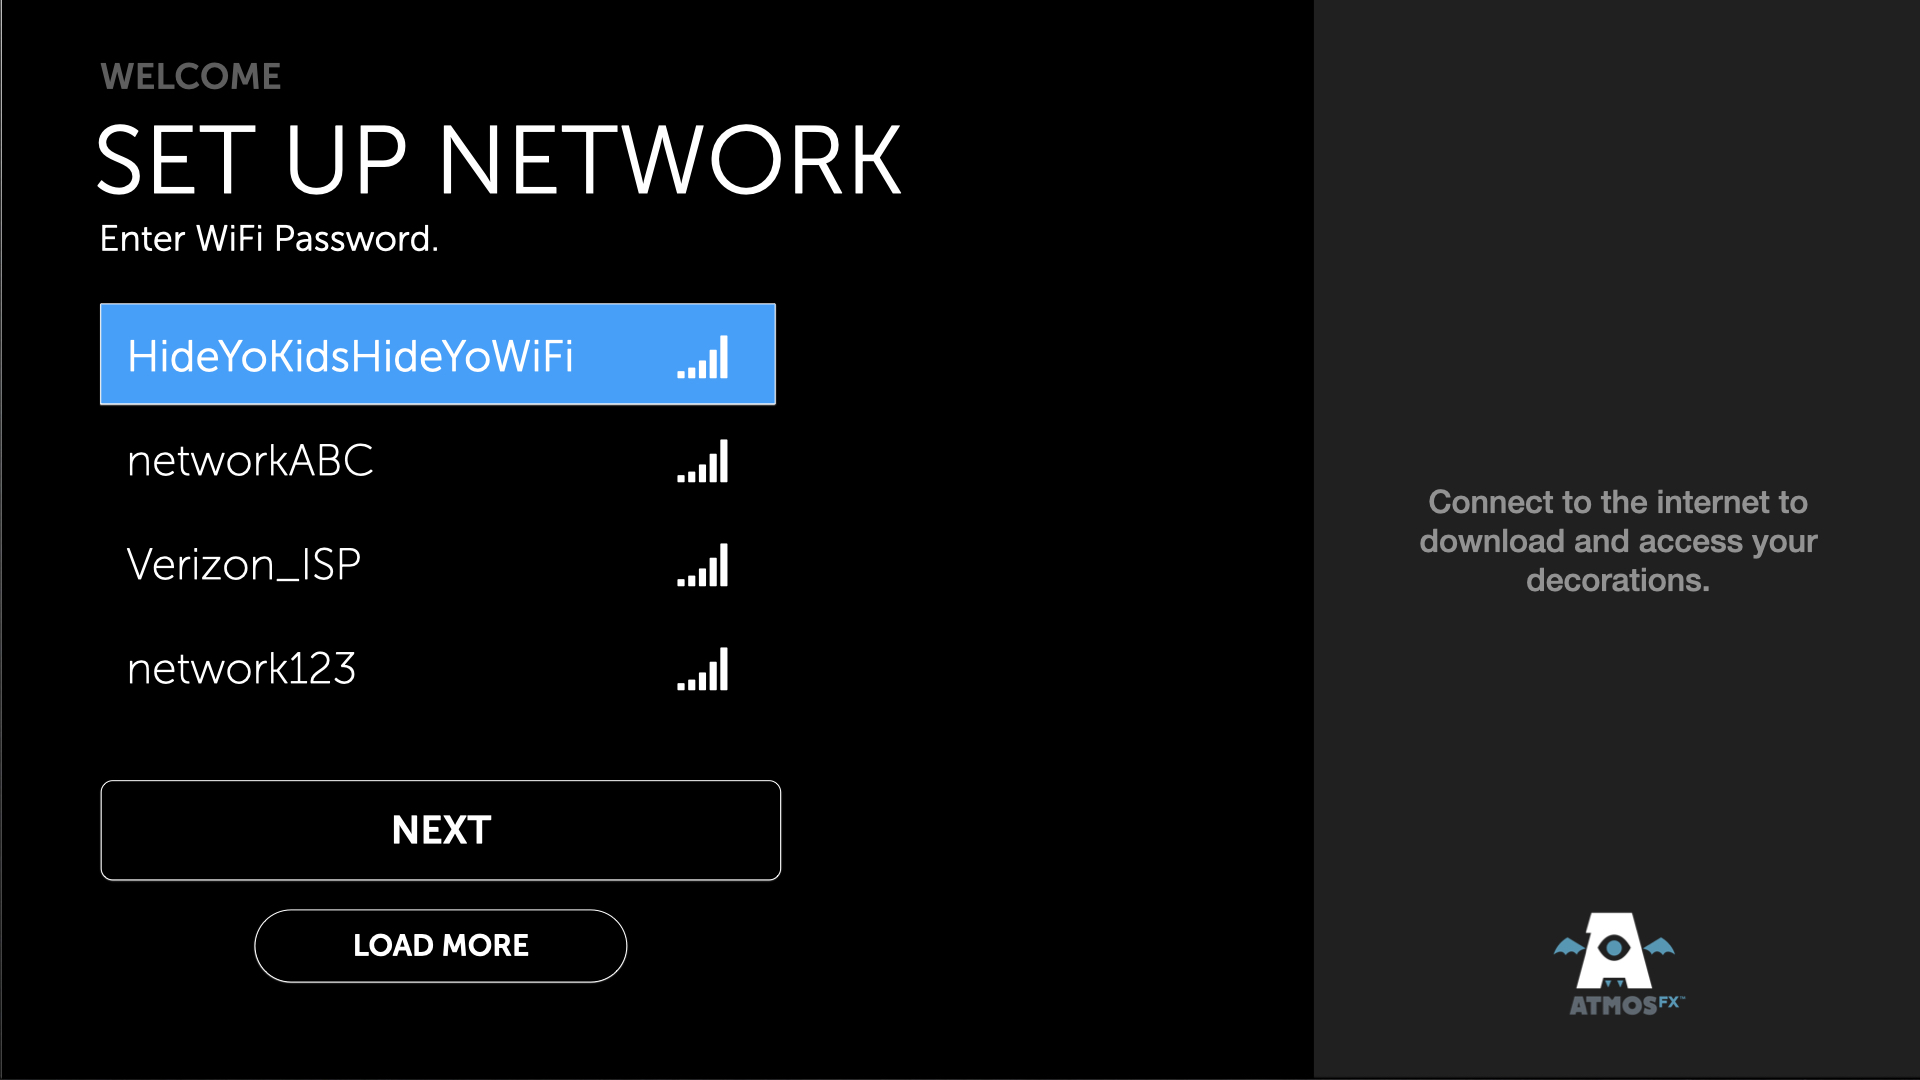 WELCOME
SET UP NETWORK
Enter WiFi Password.
HideYoKidsHideYoWiFi
networkABC
Verizon_ISP
network123
NEXT
LOAD MORE
Connect to the internet to
download and access your
decorations.
ATMOSFX™